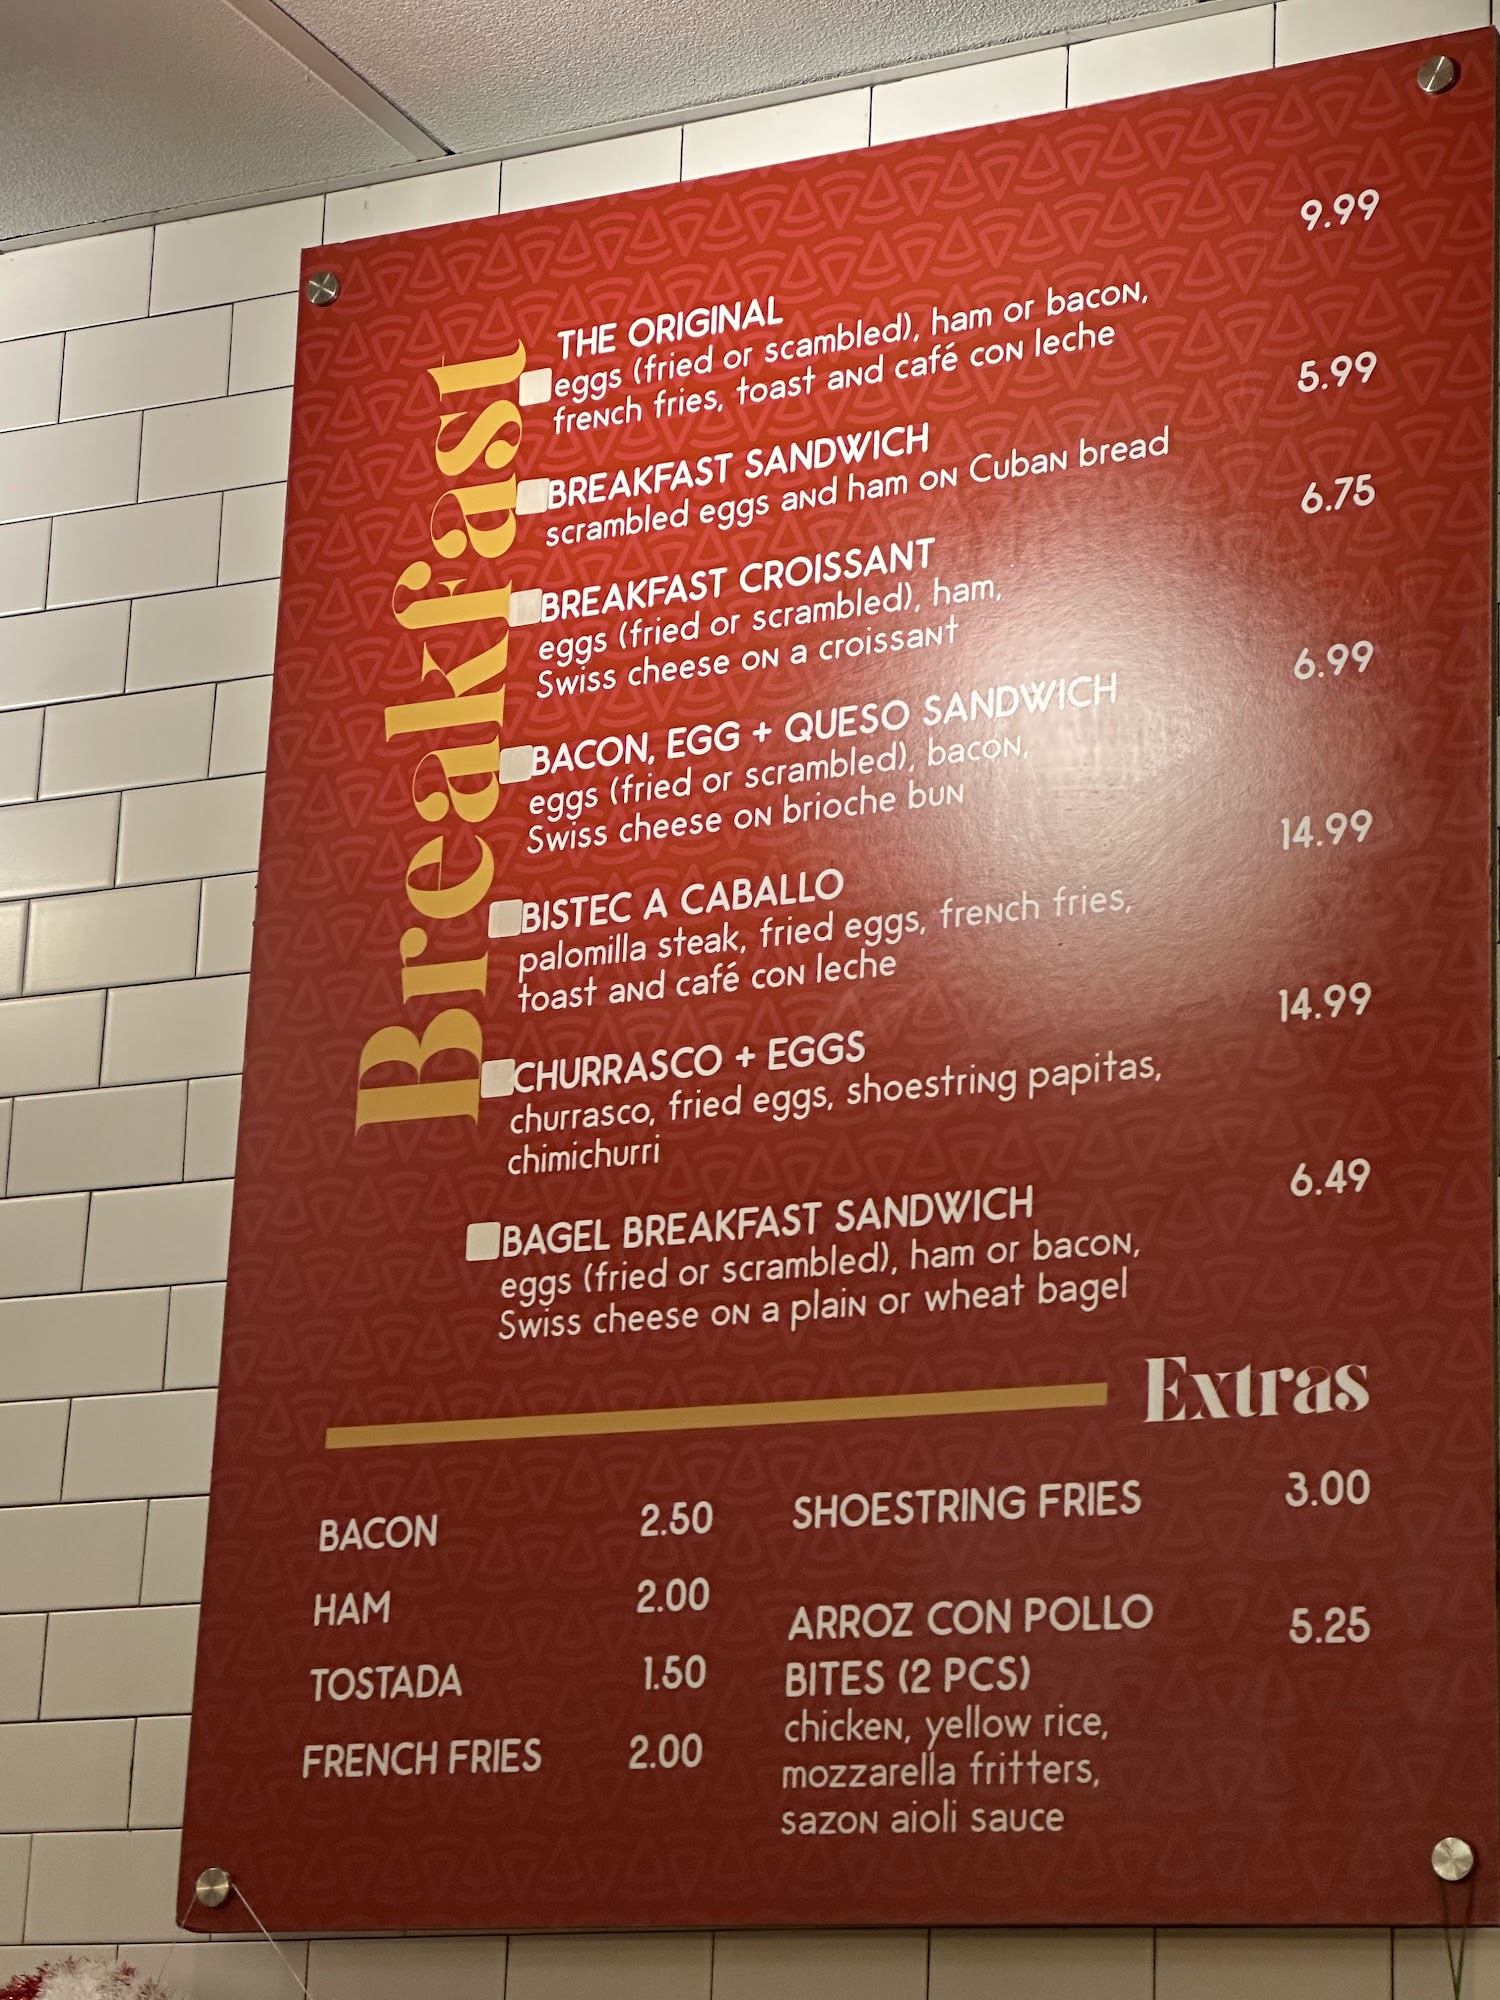 Breakfast
THE ORIGINAL 9.99
eggs (fried or scambled), ham or bacon,
french fries, toast and café con leche
BREAKFAST SANDWICH 5.99
scrambled eggs and ham on Cuban bread
BREAKFAST CROISSANT 6.75
eggs (fried or scrambled), ham,
Swiss cheese on a croissant
BACON, EGG + QUESO SANDWICH 6.99
eggs (fried or scrambled), bacon,
Swiss cheese on brioche bun
BISTEC A CABALLO 14.99
palomilla steak, fried eggs, french fries,
toast and café con leche
CHURRASCO + EGGS 14.99
churrasco, fried eggs, shoestring papitas,
chimichurri
BAGEL BREAKFAST SANDWICH 6.49
eggs (fried or scrambled), ham or bacon,
Swiss cheese on a plain or wheat bagel
Extras
BACON 2.50
HAM 2.00
TOSTADA 1.50
FRENCH FRIES 2.00
SHOESTRING FRIES 3.00
ARROZ CON POLLO 5.25
BITES (2 PCS)
chicken, yellow rice,
mozzarella fritters,
sazon aioli sauce